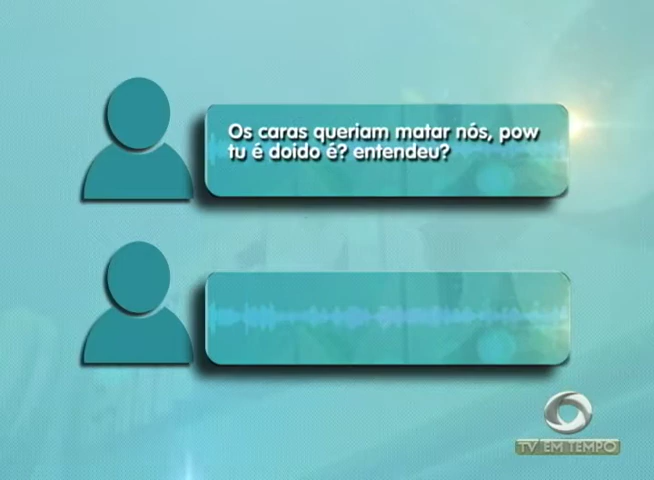 Os caras queriam matar nós, pow
tu é doido é? entendeu?
TV EM TEMPO